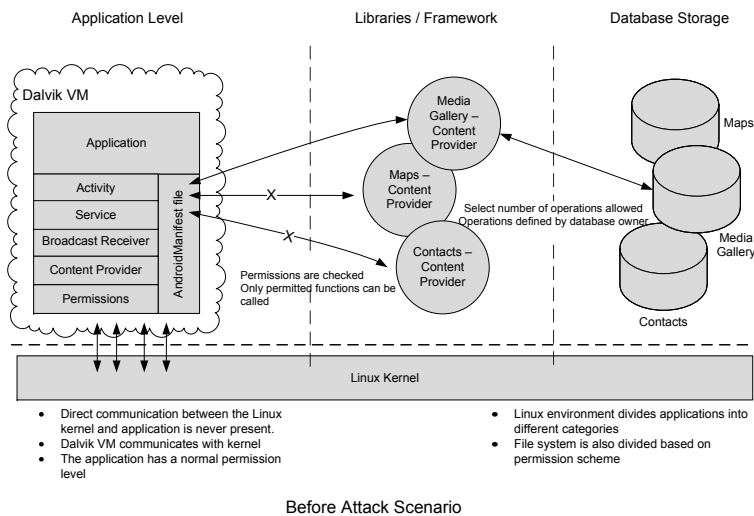 Application Level
Libraries / Framework
Database Storage
Dalvik VM
Application
Activity
Service
Broadcast Receiver
Content Provider
Permissions
AndroidManifest file
X
X
Media
Gallery –
Content
Provider
Maps –
Content
Provider
Contacts –
Content
Provider
Permissions are checked
Only permitted functions can be
called
Select number of operations allowed
Operations defined by database owner
Maps
Media
Gallery
Contacts
Linux Kernel
• Direct communication between the Linux
kernel and application is never present.
• Dalvik VM communicates with kernel
• The application has a normal permission
level
• Linux environment divides applications into
different categories
• File system is also divided based on
permission scheme
Before Attack Scenario